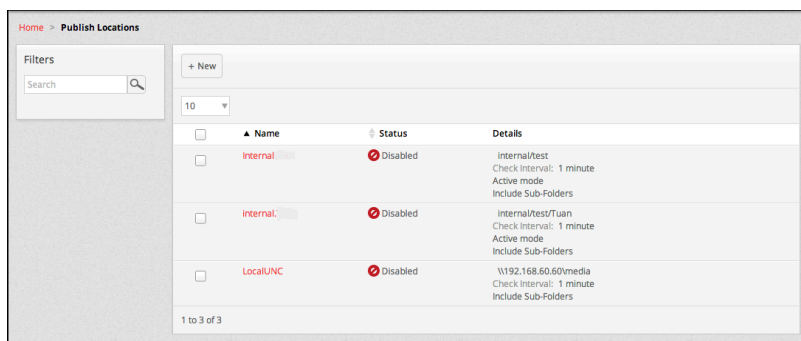 Home > Publish Locations
Filters
Search
+ New
10
Name Status Details
Internal Disabled internal/test
Check Interval: 1 minute
Active mode
Include Sub-Folders
Internal. Disabled internal/test/Tuan
Check Interval: 1 minute
Active mode
Include Sub-Folders
LocalUNC Disabled \\192.168.60.60\media
Check Interval: 1 minute
Include Sub-Folders
1 to 3 of 3